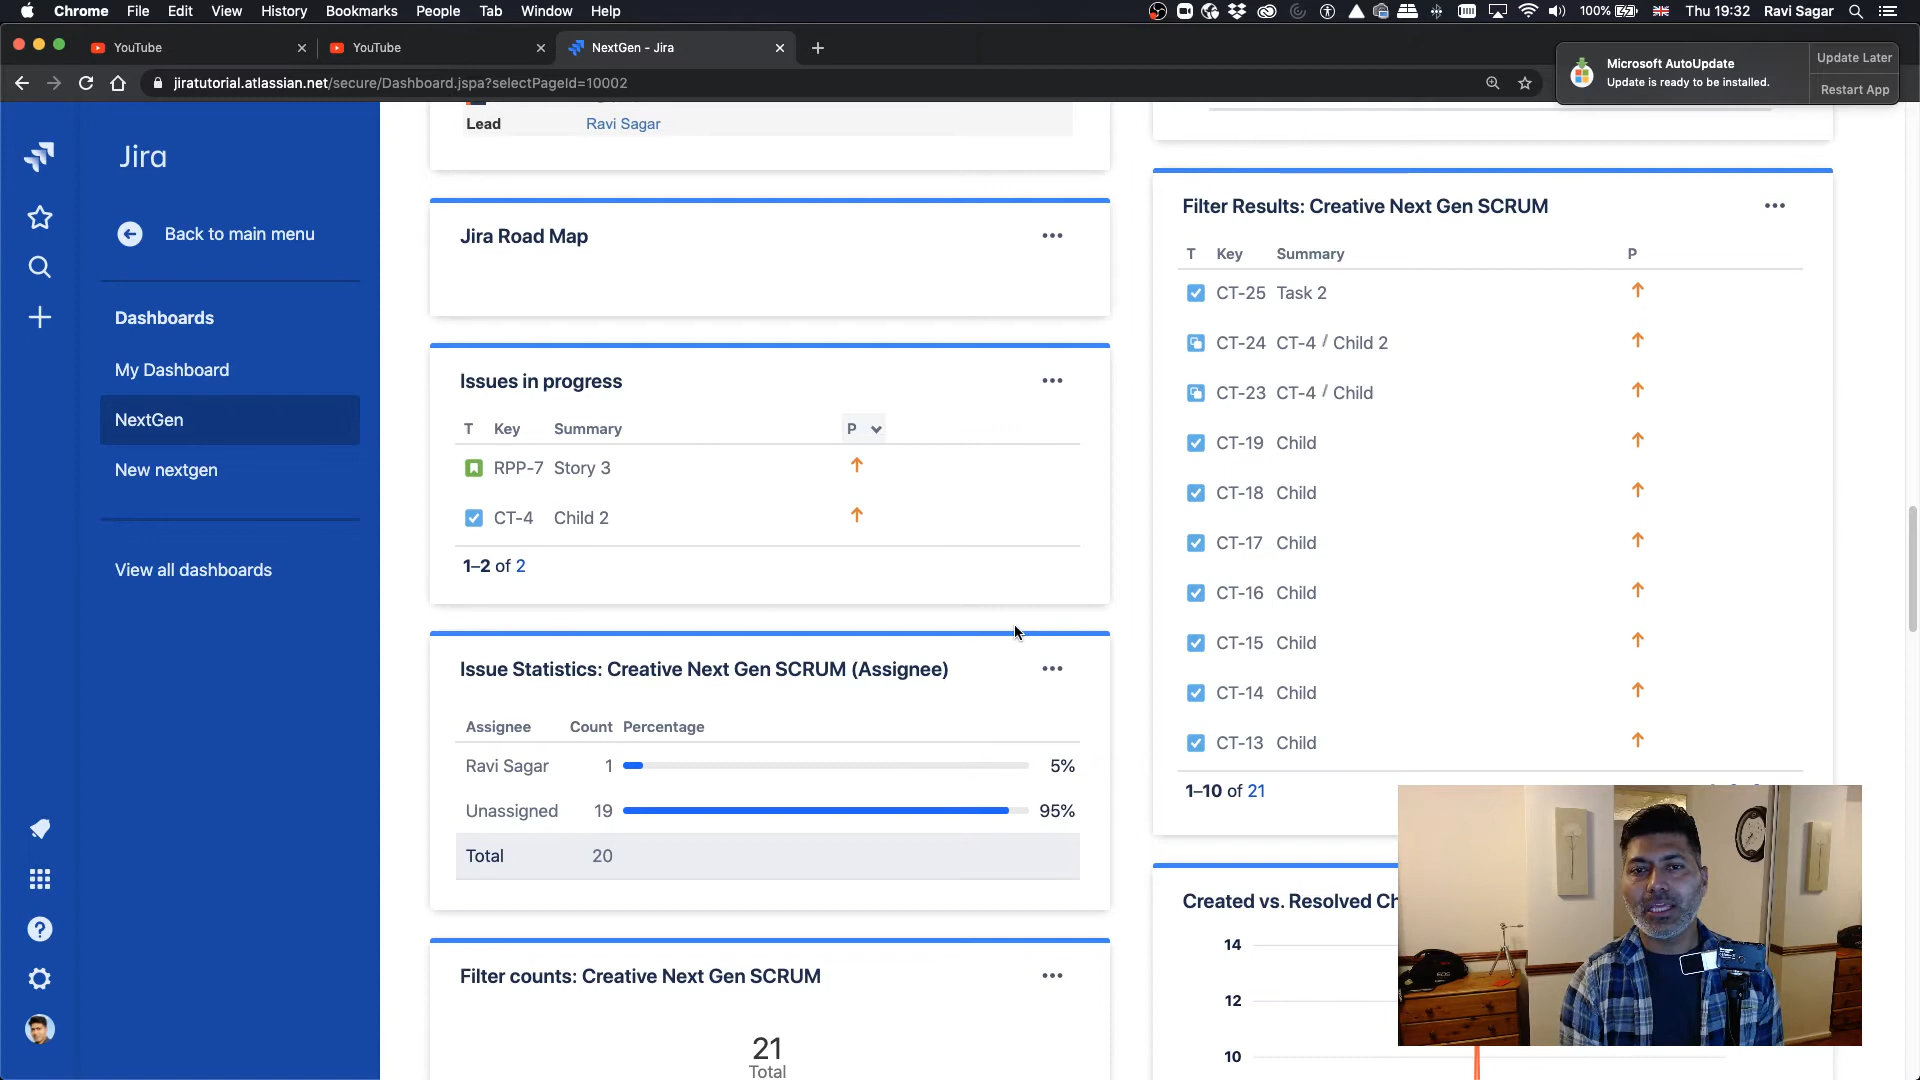 Chrome File Edit View History Bookmarks People Tab Window Help
100% Thu 19:32 Ravi Sagar
YouTube
YouTube
NextGen - Jira
jiratutorial.atlassian.net/secure/Dashboard.jspa?selectPageId=10002
Microsoft AutoUpdate
Update is ready to be installed.
Update Later
Restart App
Jira
Back to main menu
Dashboards
My Dashboard
NextGen
New nextgen
View all dashboards
Lead Ravi Sagar
Jira Road Map
Issues in progress
T Key Summary P
RPP-7 Story 3
CT-4 Child 2
1–2 of 2
Issue Statistics: Creative Next Gen SCRUM (Assignee)
Assignee Count Percentage
Ravi Sagar 1 5%
Unassigned 19 95%
Total 20
Filter counts: Creative Next Gen SCRUM
21
Total
Filter Results: Creative Next Gen SCRUM
T Key Summary P
CT-25 Task 2
CT-24 CT-4 / Child 2
CT-23 CT-4 / Child
CT-19 Child
CT-18 Child
CT-17 Child
CT-16 Child
CT-15 Child
CT-14 Child
CT-13 Child
1–10 of 21
Created vs. Resolved Ch
14
12
10